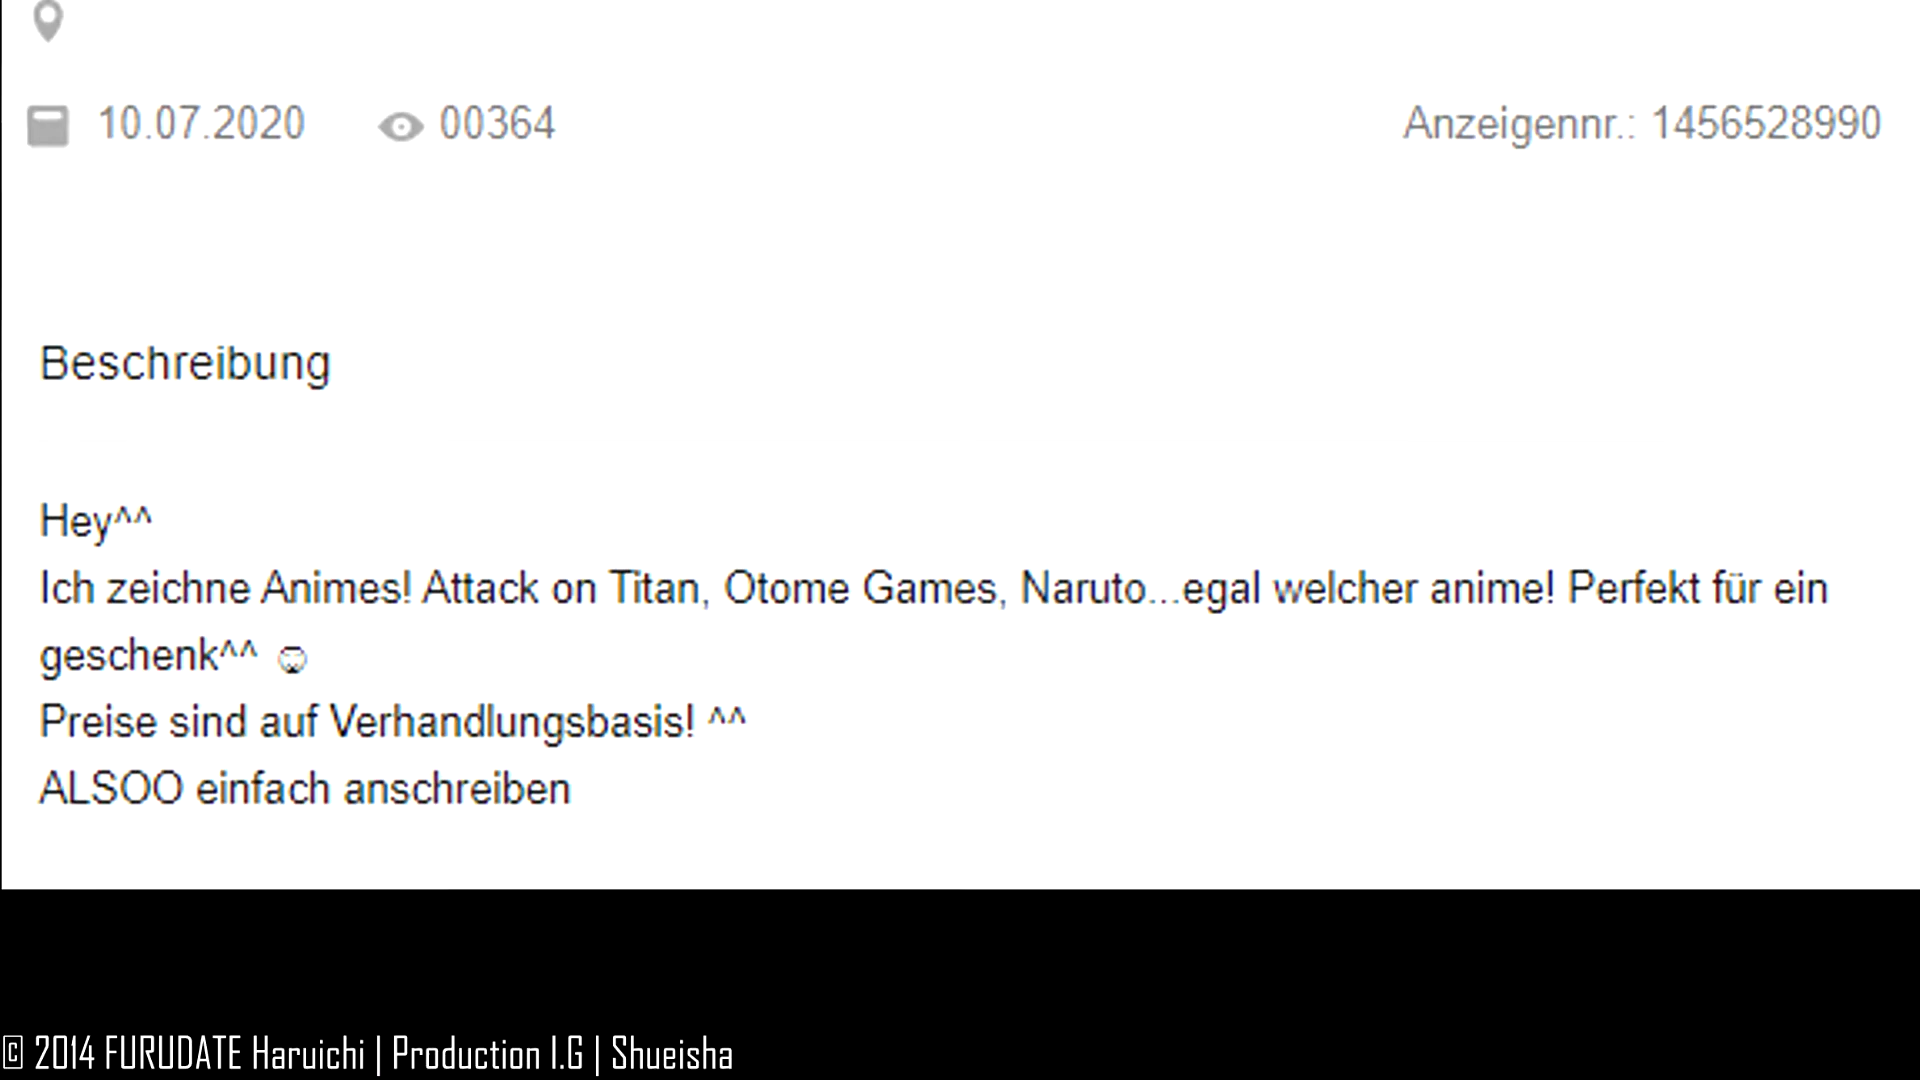 10.07.2020 00364 Anzeigennr.: 1456528990
Beschreibung
Hey^^
Ich zeichne Animes! Attack on Titan, Otome Games, Naruto...egal welcher anime! Perfekt für ein
geschenk^^ ☺
Preise sind auf Verhandlungsbasis! ^^
ALSOO einfach anschreiben
© 2014 FURUDATE Haruichi | Production I.G | Shueisha